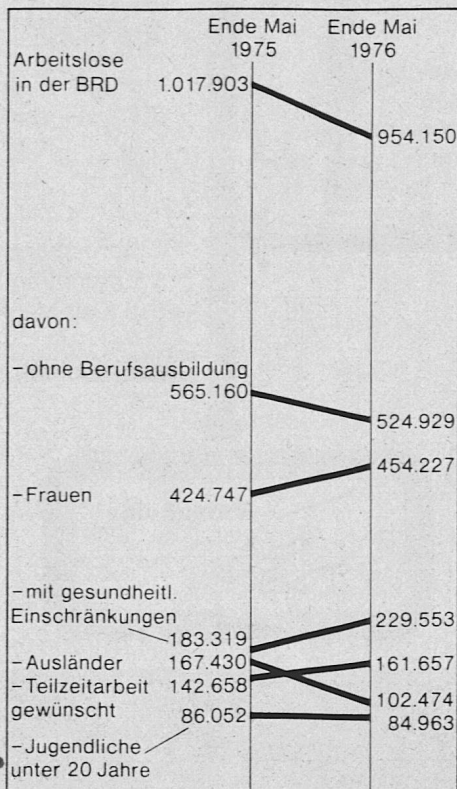 Ende Mai Ende Mai
1975 1976
Arbeitslose
in der BRD 1.017.903
954.150
davon:
–ohne Berufsausbildung
565.160
524.929
454.227
–Frauen 424.747
–mit gesundheitl.
Einschränkungen 229.553
183.319
–Ausländer 167.430 161.657
–Teilzeitarbeit 142.658
gewünscht 102.474
86.052 84.963
–Jugendliche
unter 20 Jahre